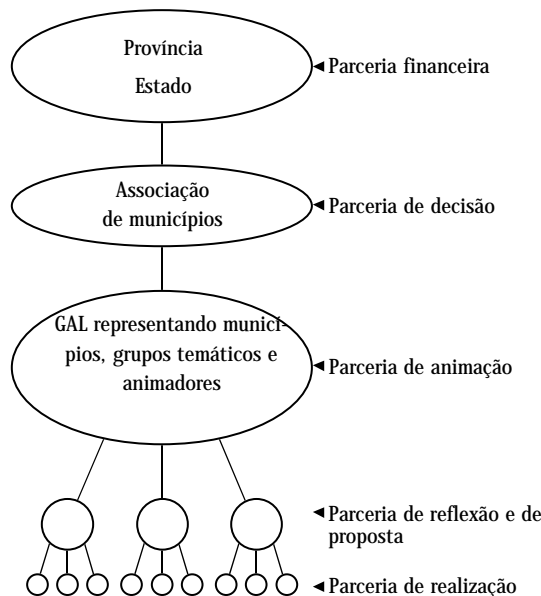 Província
Estado
Parceria financeira
Associação
de municípios
Parceria de decisão
GAL representando municí-
pios, grupos temáticos e
animadores
Parceria de animação
Parceria de reflexão e de
proposta
Parceria de realização